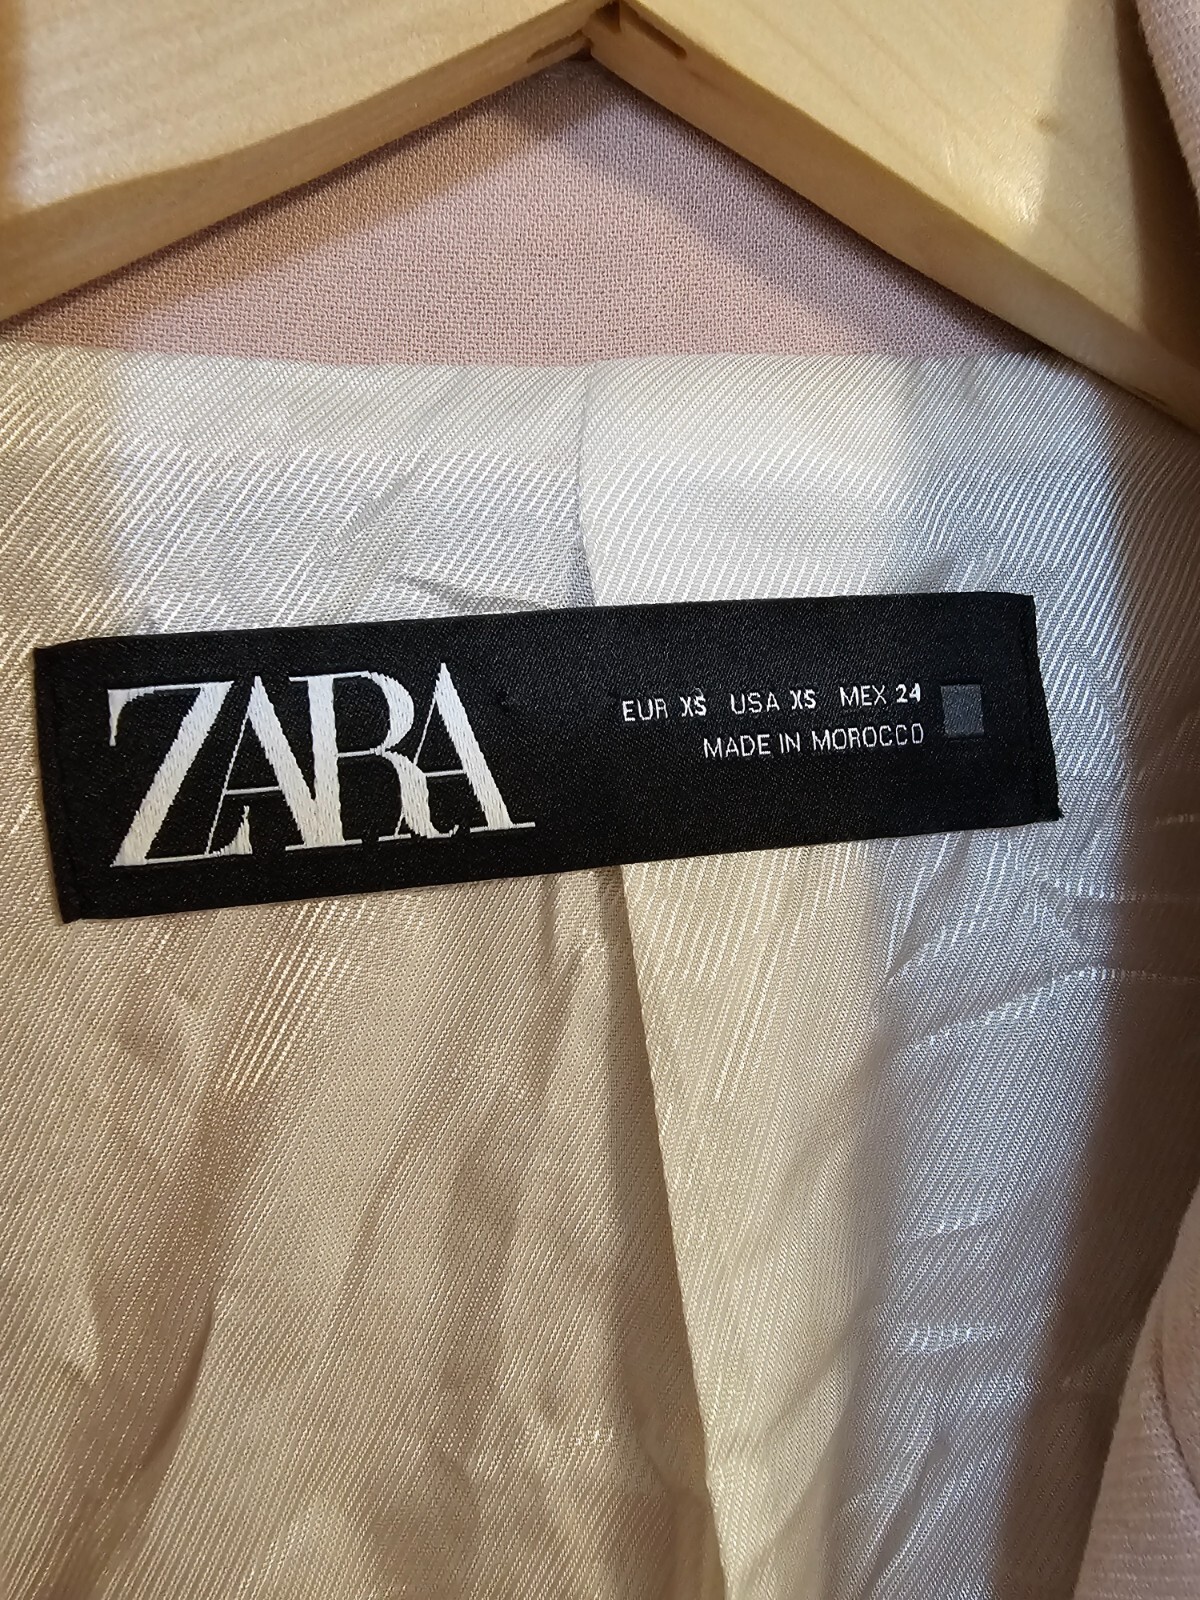 ZARA
EUR XS USA XS MEX 24
MADE IN MOROCCO